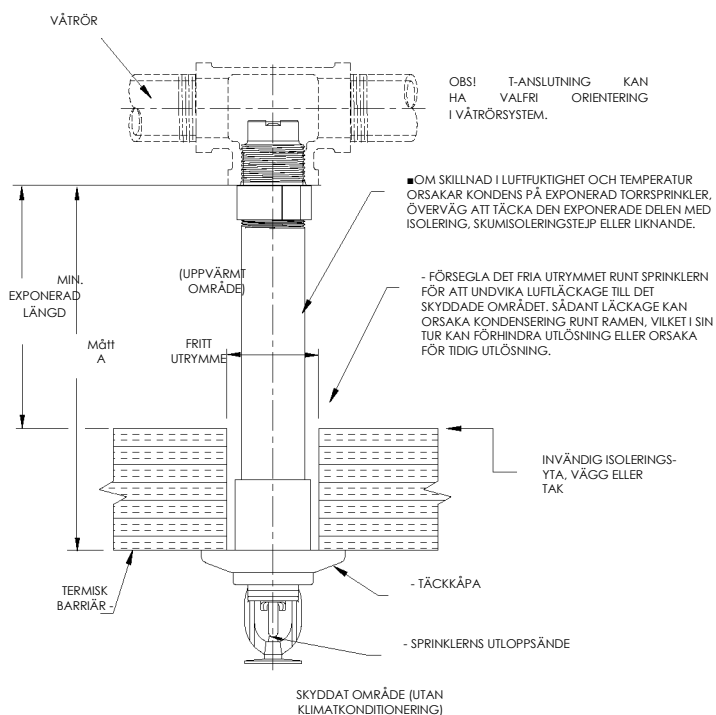 VÅTRÖR
OBS! T-ANSLUTNING KAN
HA VALFRI ORIENTERING
I VÅTRÖRSYSTEM.
■OM SKILLNAD I LUFTFUKTIGHET OCH TEMPERATUR
ORSAKAR KONDENS PÅ EXPONERAD TORRSPRINKLER,
ÖVERVÄG ATT TÄCKA DEN EXPONERADE DELEN MED
ISOLERING, SKUMISOLERINGSTEJP ELLER LIKNANDE.
MIN.
EXPONERAD
LÄNGD
(UPPVÄRMT
OMRÅDE)
- FÖRSEGLA DET FRIA UTRYMMET RUNT SPRINKLERN
FÖR ATT UNDVIKA LUFTLÄCKAGE TILL DET
SKYDDADE OMRÅDET. SÅDANT LÄCKAGE KAN
ORSAKA KONDENSERING RUNT RAMEN, VILKET I SIN
TUR KAN FÖRHINDRA UTLÖSNING ELLER ORSAKA
FÖR TIDIG UTLÖSNING.
Mått
A
FRITT
UTRYMME
INVÄNDIG ISOLERINGS-
YTA, VÄGG ELLER
TAK
TERMISK
BARRIÄR -
- TÄCKKÅPA
- SPRINKLERNS UTLOPPSÄNDE
SKYDDAT OMRÅDE (UTAN
KLIMATKONDITIONERING)